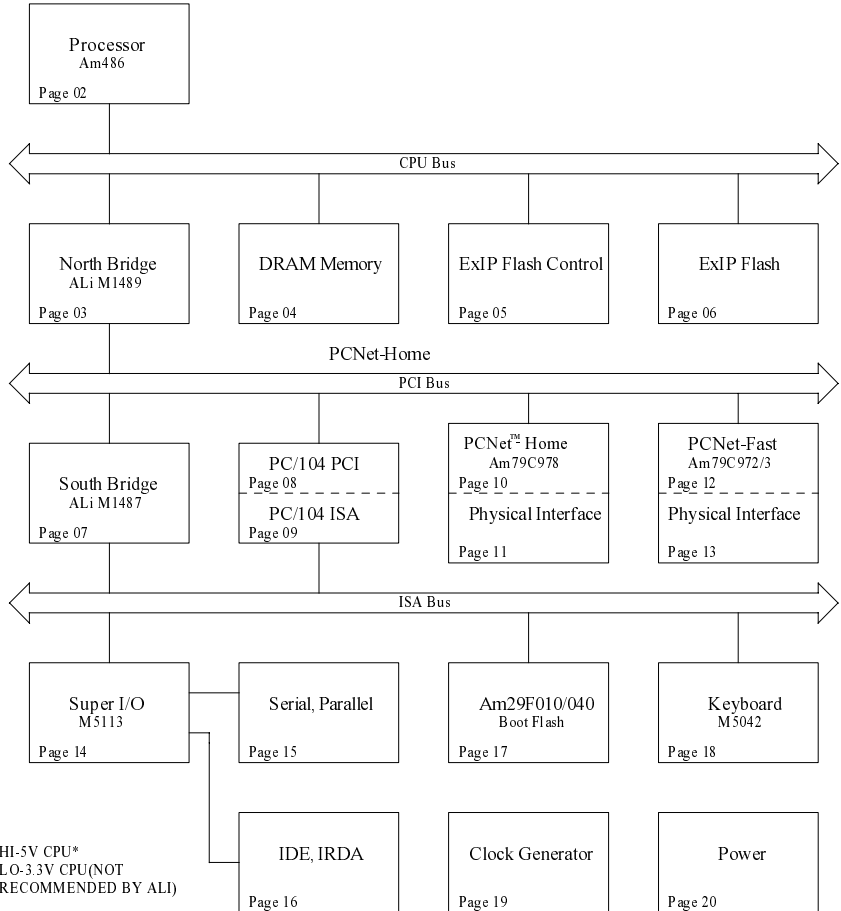 Processor
Am486
Page 02
CPU Bus
North Bridge
ALi M1489
Page 03
DRAM Memory
Page 04
ExIP Flash Control
Page 05
ExIP Flash
Page 06
PCNet-Home
PCI Bus
South Bridge
ALi M1487
Page 07
PC/104 PCI
Page 08
PC/104 ISA
Page 09
PCNet™ Home
Am79C978
Page 10
Physical Interface
Page 11
PCNet-Fast
Am79C972/3
Page 12
Physical Interface
Page 13
ISA Bus
Super I/O
M5113
Page 14
Serial, Parallel
Page 15
Am29F010/040
Boot Flash
Page 17
Keyboard
M5042
Page 18
HI-5V CPU*
LO-3.3V CPU(NOT
RECOMMENDED BY ALI)
IDE, IRDA
Page 16
Clock Generator
Page 19
Power
Page 20